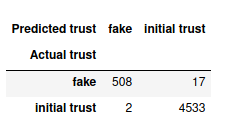 Predicted trust fake initial trust
Actual trust
fake 508 17
initial trust 2 4533